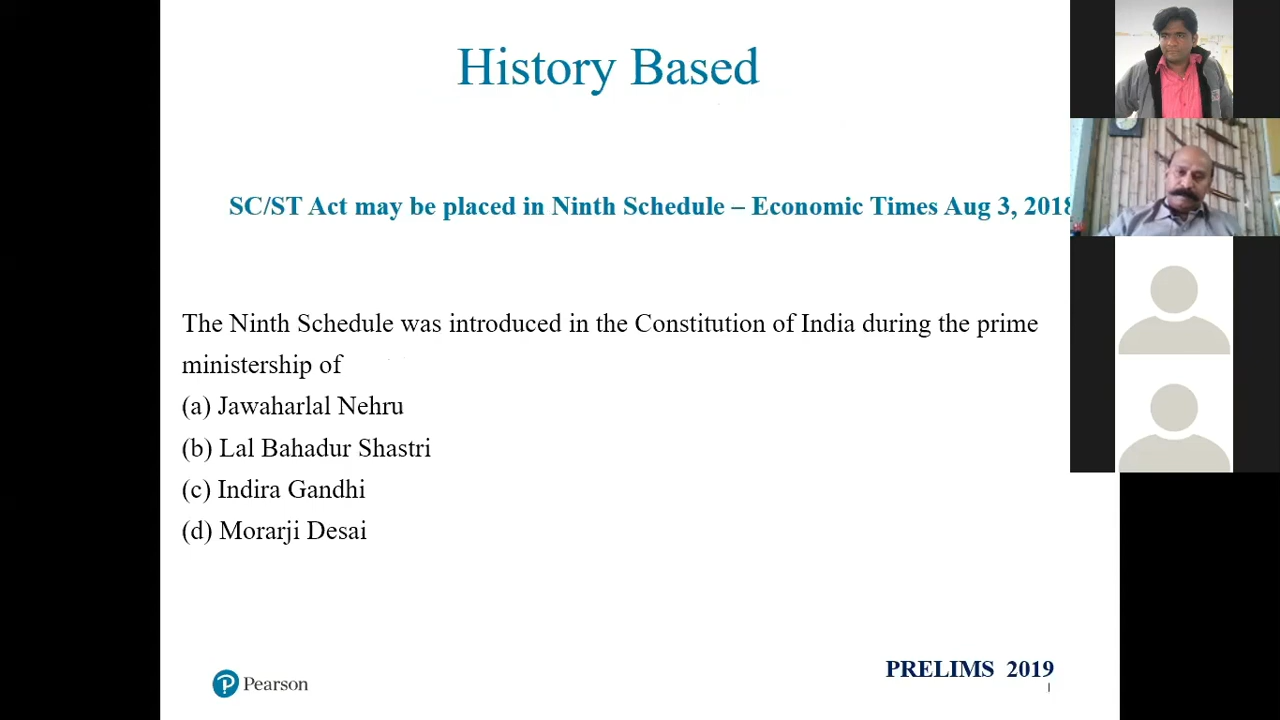 History Based
SC/ST Act may be placed in Ninth Schedule – Economic Times Aug 3, 2018
The Ninth Schedule was introduced in the Constitution of India during the prime
ministership of
(a) Jawaharlal Nehru
(b) Lal Bahadur Shastri
(c) Indira Gandhi
(d) Morarji Desai
Pearson
PRELIMS 2019